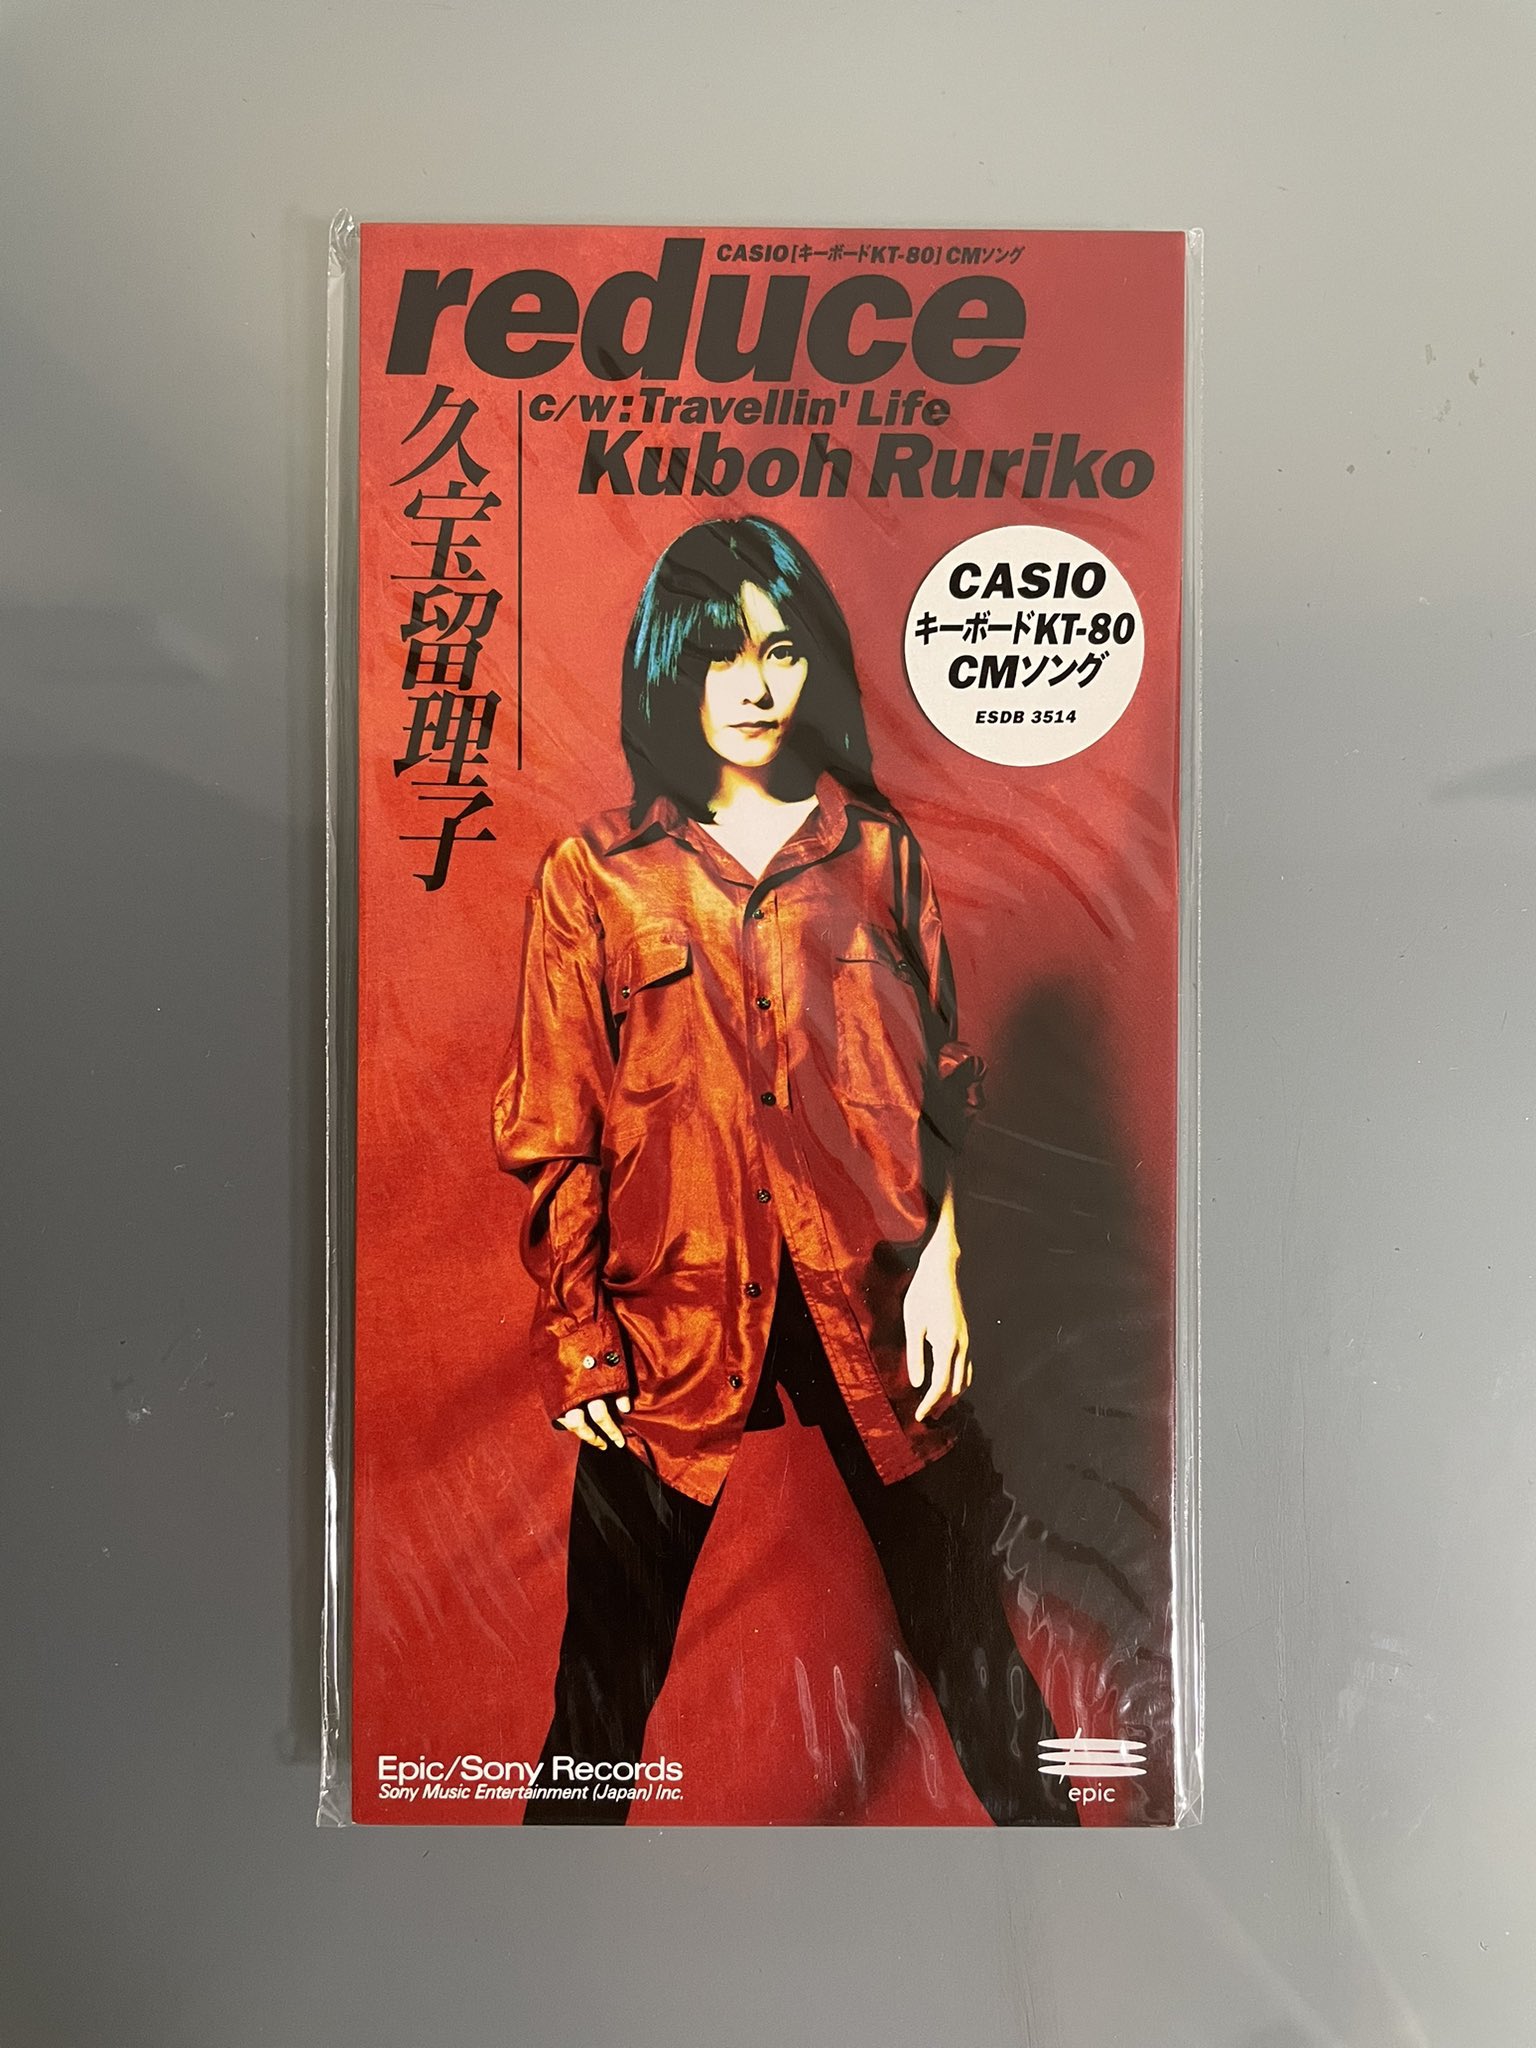 CASIO[キーボードKT-80]CMソング
reduce
c/w:Travellin' Life
Kuboh Ruriko
久宝留理子
CASIO
キーボードKT-80
CMソング
ESDB 3514
Epic/Sony Records
Sony Music Entertainment (Japan) Inc.
epic